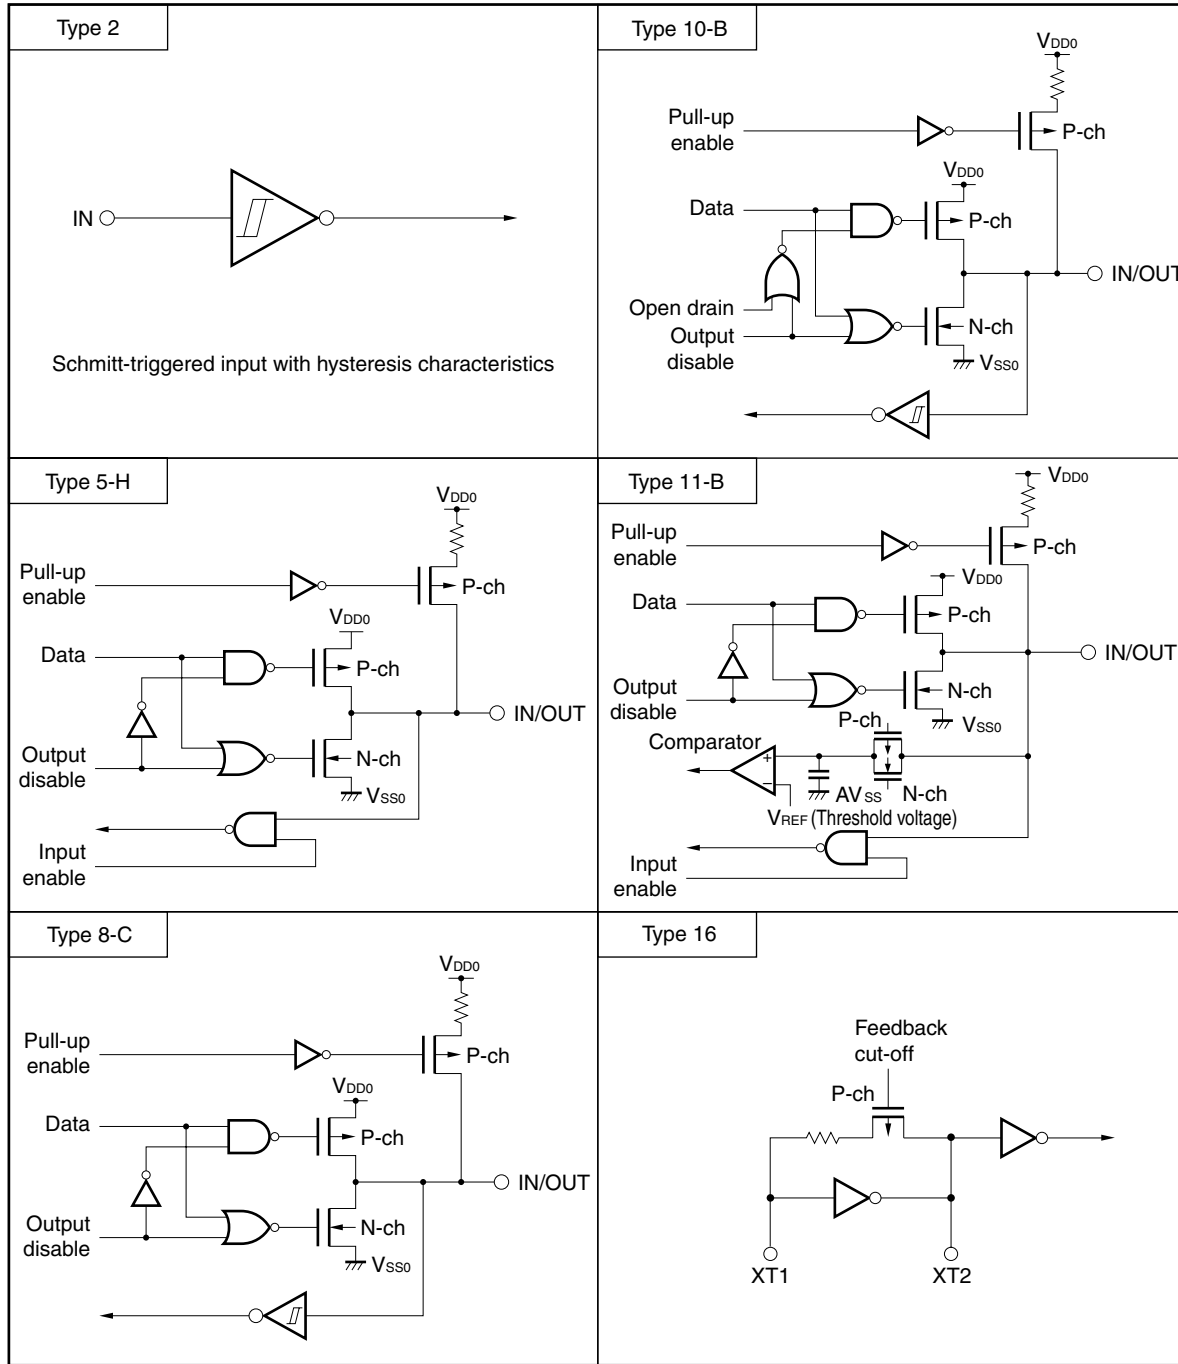 Type 2
IN
Schmitt-triggered input with hysteresis characteristics
Type 10-B
VDD0
Pull-up
enable
P-ch
VDD0
Data
P-ch
IN/OUT
Open drain
Output
disable
N-ch
VSS0
Type 5-H
VDD0
Pull-up
enable
P-ch
VDD0
Data
P-ch
IN/OUT
Output
disable
N-ch
VSS0
Input
enable
Type 11-B
VDD0
Pull-up
enable
P-ch
VDD0
Data
P-ch
IN/OUT
Output
disable
N-ch
VSS0
P-ch
Comparator
+
−
AVSS
N-ch
VREF (Threshold voltage)
Input
enable
Type 8-C
VDD0
Pull-up
enable
P-ch
VDD0
Data
P-ch
IN/OUT
Output
disable
N-ch
VSS0
Type 16
Feedback
cut-off
P-ch
XT1
XT2